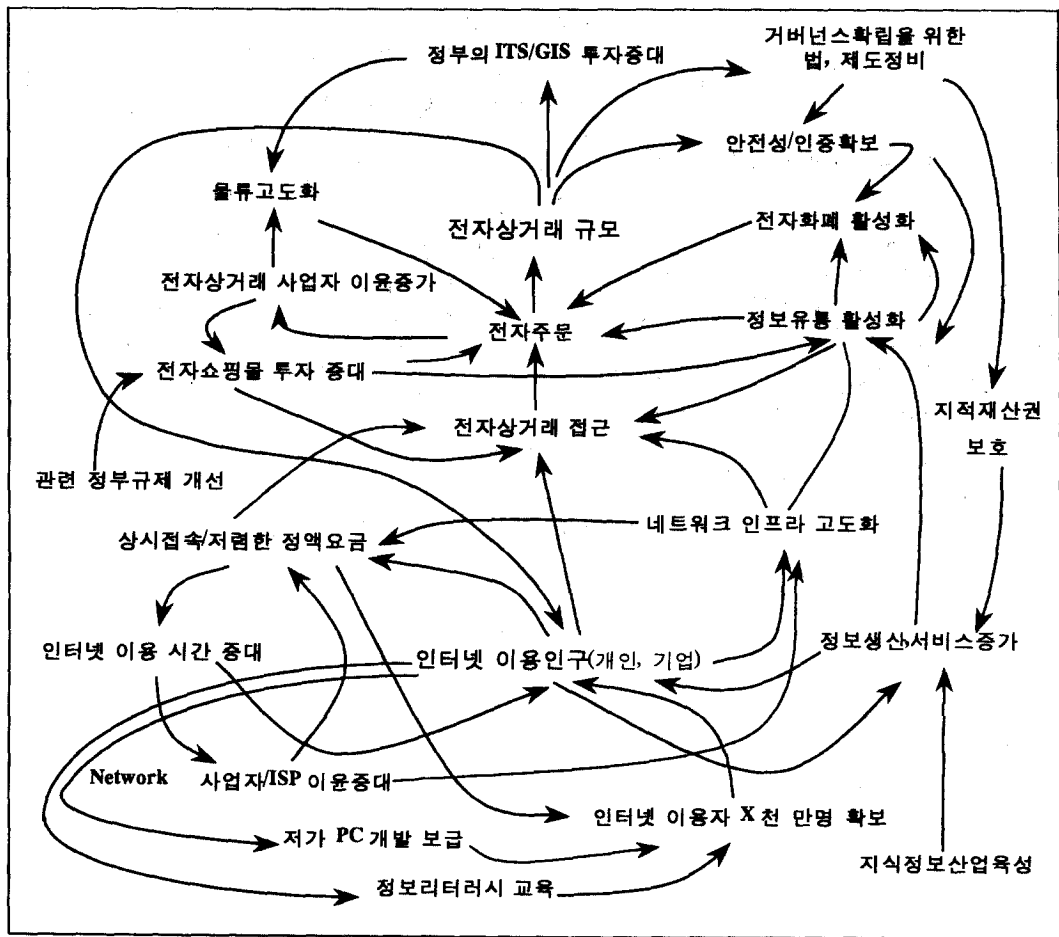 정부의 ITS/GIS 투자증대
거버넌스확립을 위한
법, 제도정비
안전성/인증확보
물류고도화
전자상거래 규모
전자화폐 활성화
전자상거래 사업자 이윤증가
전자주문
정보유통 활성화
전자쇼핑몰 투자 증대
전자상거래 접근
지적재산권
보호
관련 정부규제 개선
상시접속/저렴한 정액요금
네트워크 인프라 고도화
인터넷 이용 시간 증대
인터넷 이용인구(개인, 기업)
정보생산,서비스증가
Network 사업자/ISP 이윤증대
인터넷 이용자 X천 만명 확보
저가 PC 개발 보급
지식정보산업육성
정보리터러시 교육